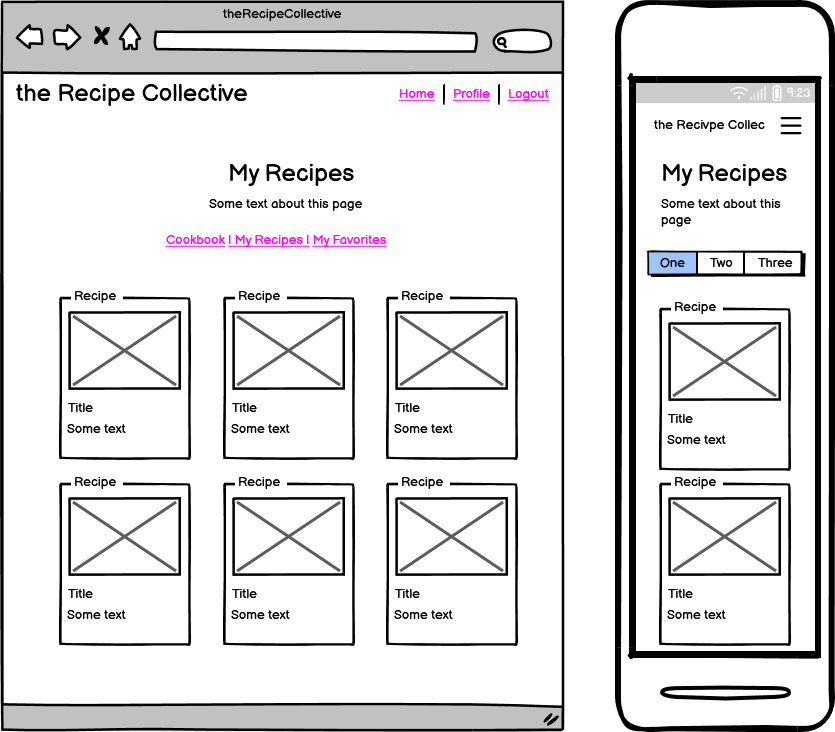 theRecipeCollective
the Recipe Collective
Home | Profile | Logout
My Recipes
Some text about this page
Cookbook | My Recipes | My Favorites
Recipe Recipe Recipe
Title Title Title
Some text Some text Some text
Recipe Recipe Recipe
Title Title Title
Some text Some text Some text
9:23
the Recivpe Collec
My Recipes
Some text about this
page
One Two Three
Recipe
Title
Some text
Recipe
Title
Some text